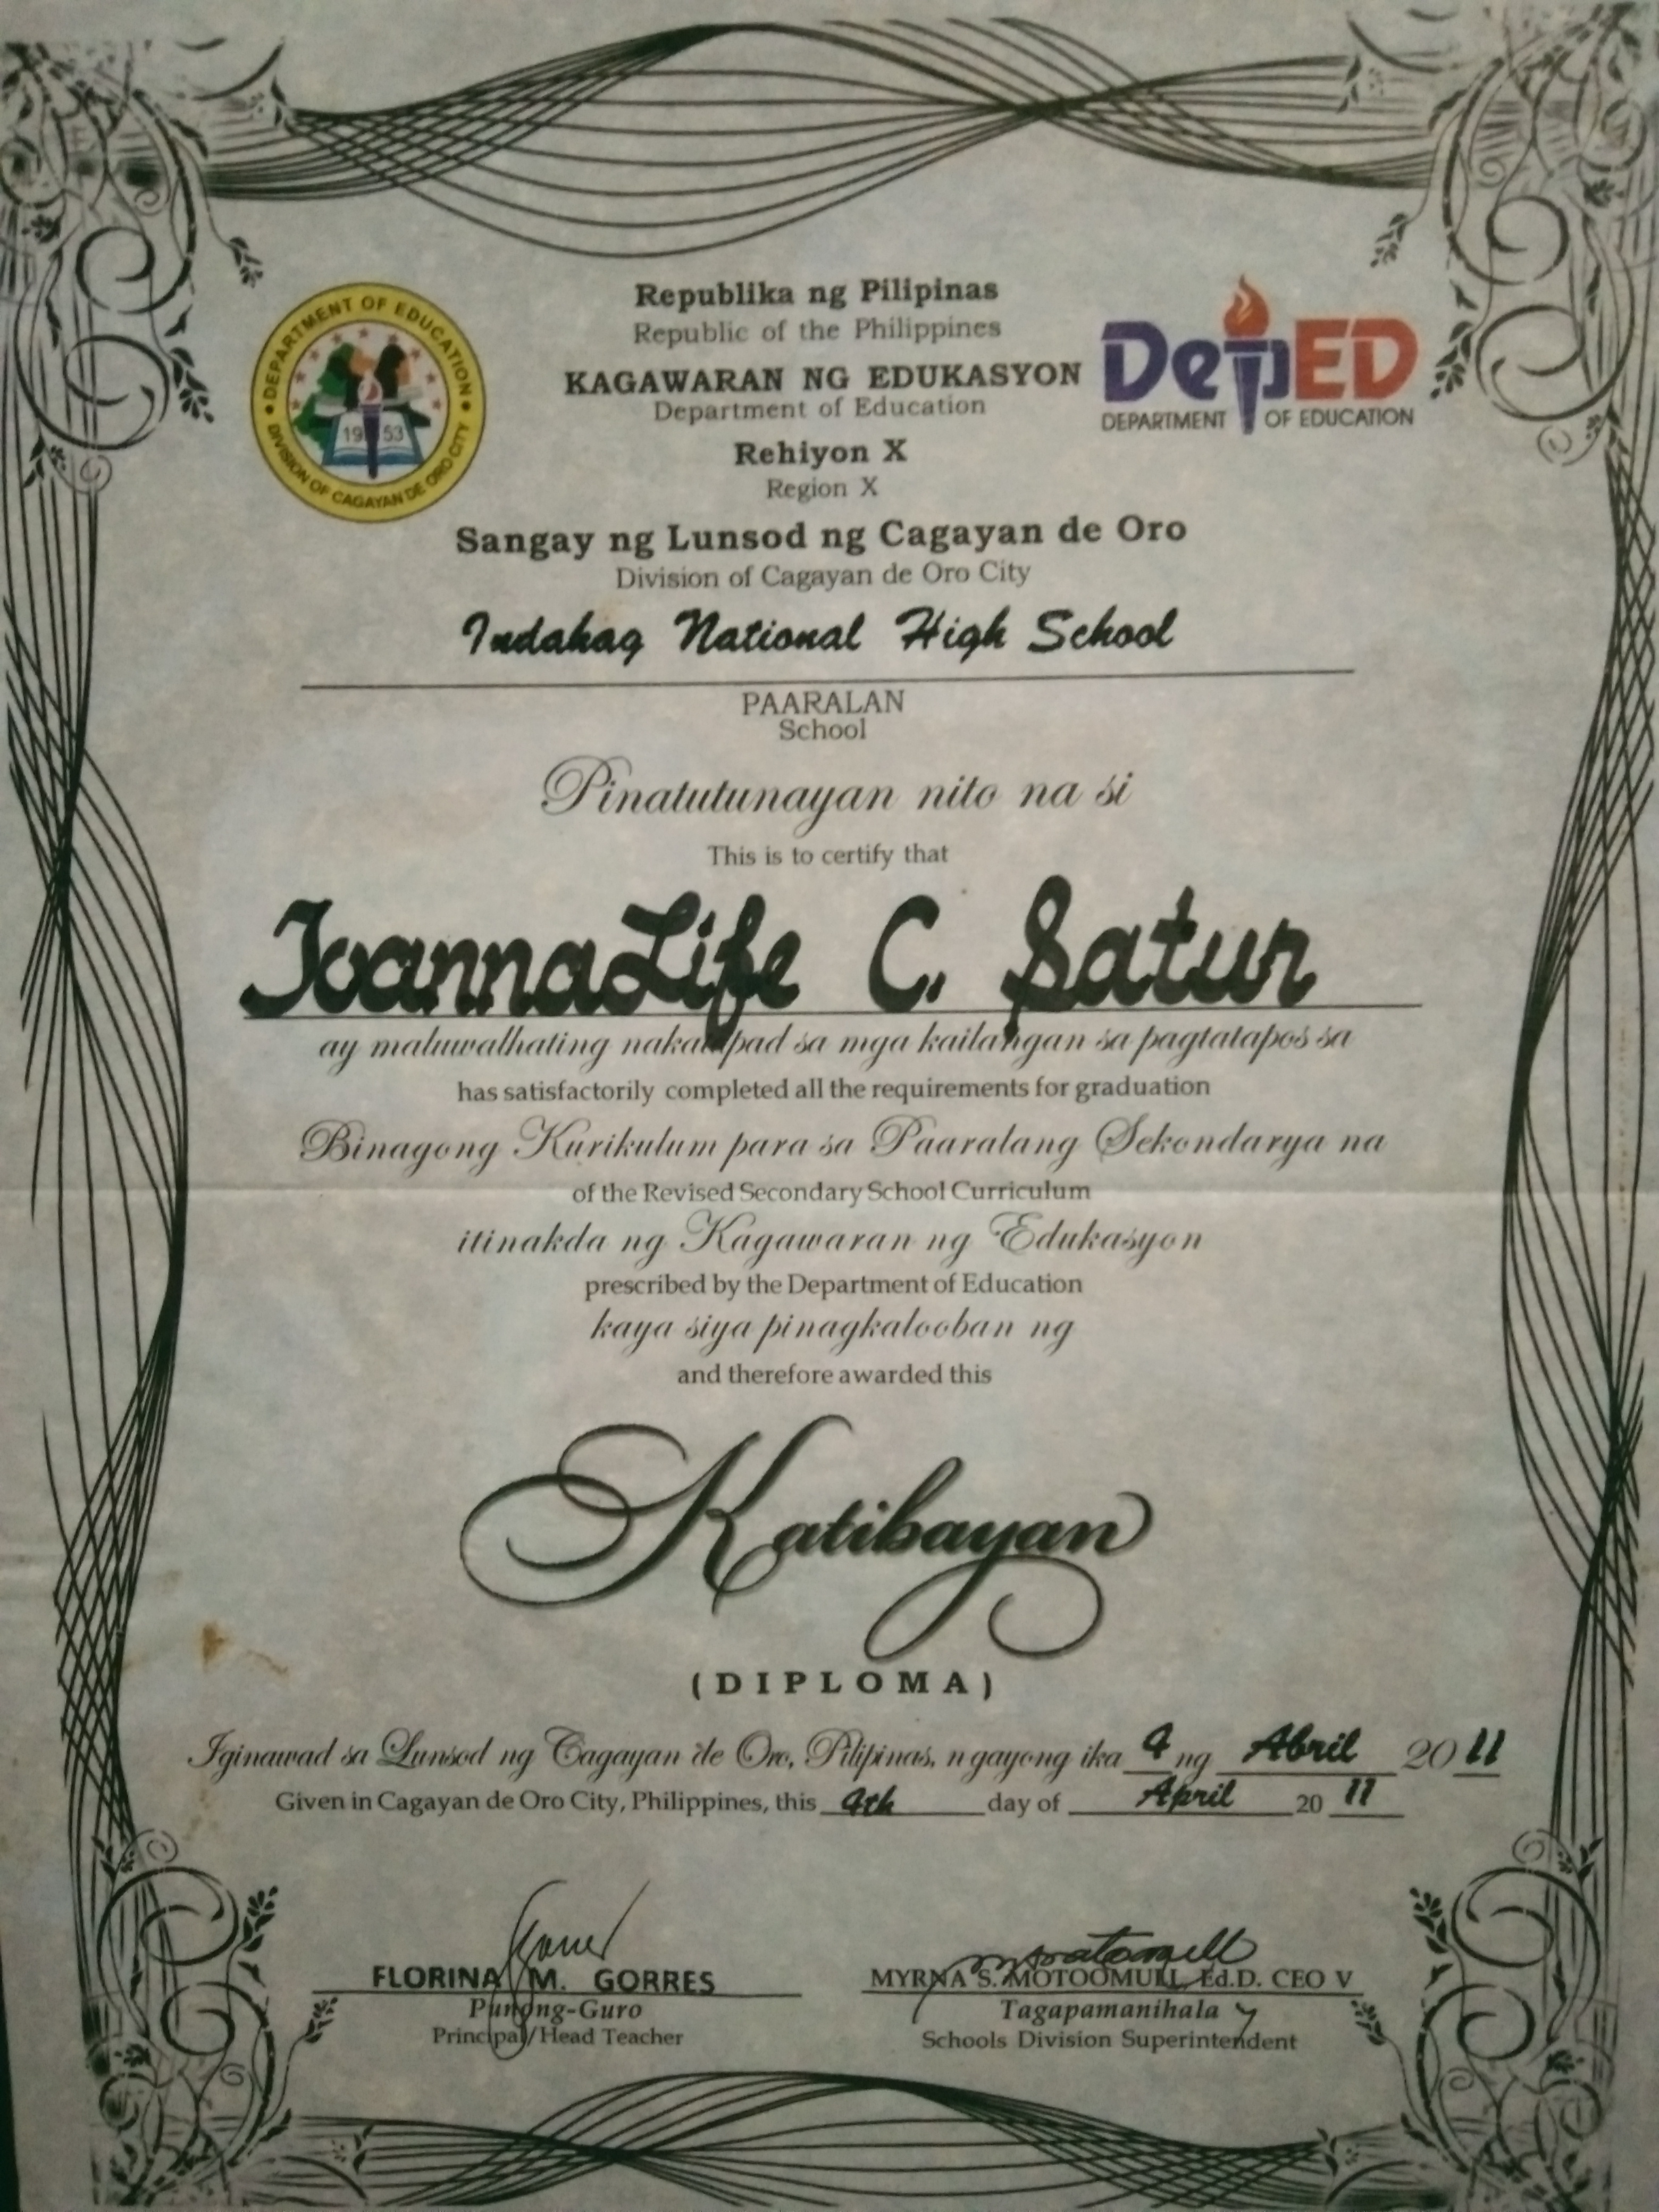 DEPARTMENT OF EDUCATION
DIVISION OF CAGAYAN DE ORO CITY
1953
Republika ng Pilipinas
Republic of the Philippines
KAGAWARAN NG EDUKASYON
Department of Education
Rehiyon X
Region X
DepED
DEPARTMENT OF EDUCATION
Sangay ng Lunsod ng Cagayan de Oro
Division of Cagayan de Oro City
Indahag National High School
PAARALAN
School
Pinatutunayan nito na si
This is to certify that
JoannaLife C. Satur
ay maluwalhating nakatupad sa mga kailangan sa pagtatapos sa
has satisfactorily completed all the requirements for graduation
Binagong Kurikulum para sa Paaralang Sekondarya na
of the Revised Secondary School Curriculum
itinakda ng Kagawaran ng Edukasyon
prescribed by the Department of Education
kaya siya pinagkalooban ng
and therefore awarded this
Katibayan
(DIPLOMA)
Iginawad sa Lunsod ng Cagayan de Oro, Pilipinas, ngayong ika 9 ng Abril 2011
Given in Cagayan de Oro City, Philippines, this 9th day of April 20 11
FLORINA M. GORRES
Punong-Guro
Principal/Head Teacher
MYRNA S. MOTOOMULL, Ed.D. CEO V
Tagapamanihala
Schools Division Superintendent